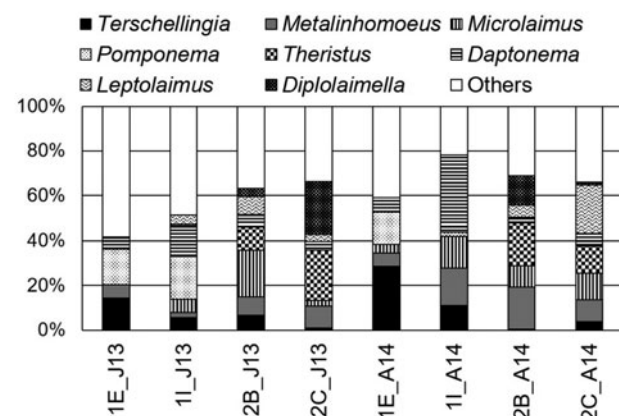 Terschellingia Metalinhomoeus Microlaimus
Pomponema Theristus Daptonema
Leptolaimus Diplolaimella Others
100%
80%
60%
40%
20%
0%
1E_J13
1I_J13
2B_J13
2C_J13
1E_A14
1I_A14
2B_A14
2C_A14